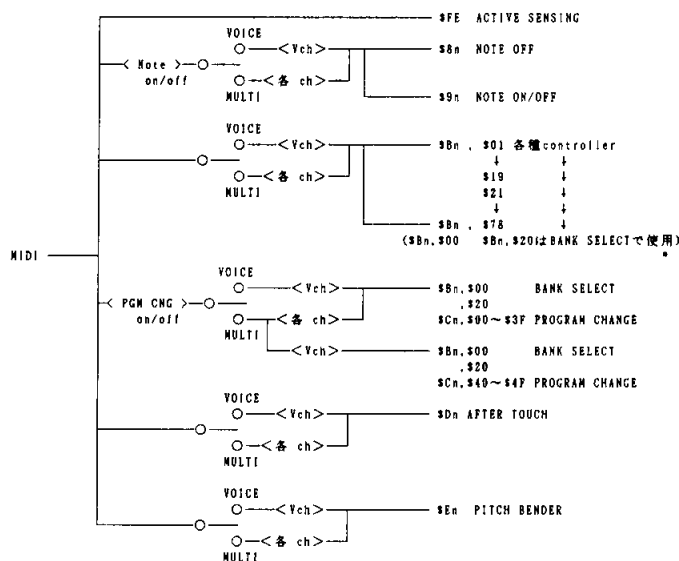 $FE ACTIVE SENSING
VOICE
<Vch> $8n NOTE OFF
< Note >
on/off
<各 ch>
MULTI
$9n NOTE ON/OFF
VOICE
<Vch> $Bn , $01 各種controller
↓ ↓
<各 ch> $19 ↓
MULTI $21 ↓
↓ ↓
$Bn , $78 ↓
($Bn,$00 $Bn,$20はBANK SELECTで使用)
MIDI
VOICE
<Vch> $Bn,$00 BANK SELECT
< PGM CNG > ,$20
on/off
<各 ch> $Cn,$00~$3F PROGRAM CHANGE
MULTI
<Vch> $Bn,$00 BANK SELECT
,$20
$Cn,$40~$4F PROGRAM CHANGE
VOICE
<Vch> $Dn AFTER TOUCH
<各 ch>
MULTI
VOICE
<Vch> $En PITCH BENDER
<各 ch>
MULTI